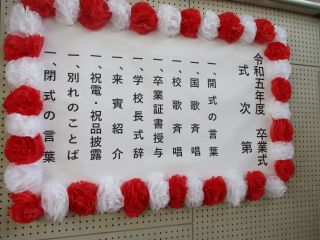 令和五年度 卒業式
式次第
一、開式の言葉
一、国歌斉唱
一、校歌斉唱
一、卒業証書授与
一、学校長式辞
一、来賓紹介
一、祝電・祝品披露
一、別れのことば
一、閉式の言葉